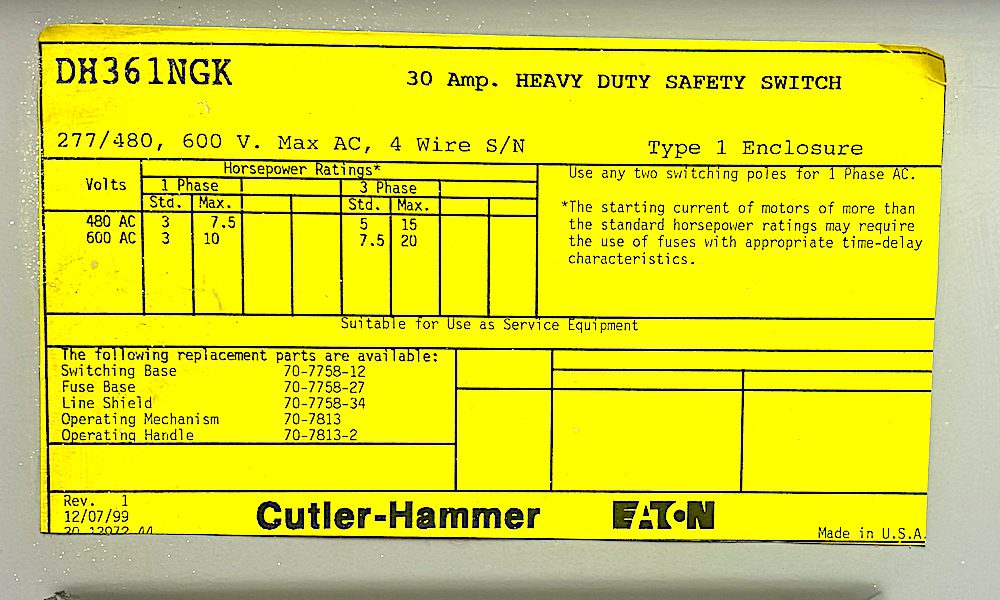 DH361NGK
30 Amp. HEAVY DUTY SAFETY SWITCH
277/480, 600 V. Max AC, 4 Wire S/N
Type 1 Enclosure
Volts
Horsepower Ratings*
1 Phase
3 Phase
Std. Max.
Std. Max.
480 AC 3 7.5 5 15
600 AC 3 10 7.5 20
Use any two switching poles for 1 Phase AC.
*The starting current of motors of more than
the standard horsepower ratings may require
the use of fuses with appropriate time-delay
characteristics.
Suitable for Use as Service Equipment
The following replacement parts are available:
Switching Base 70-7758-12
Fuse Base 70-7758-27
Line Shield 70-7758-34
Operating Mechanism 70-7813
Operating Handle 70-7813-2
Rev. 1
12/07/99
Cutler-Hammer
EATON
Made in U.S.A.